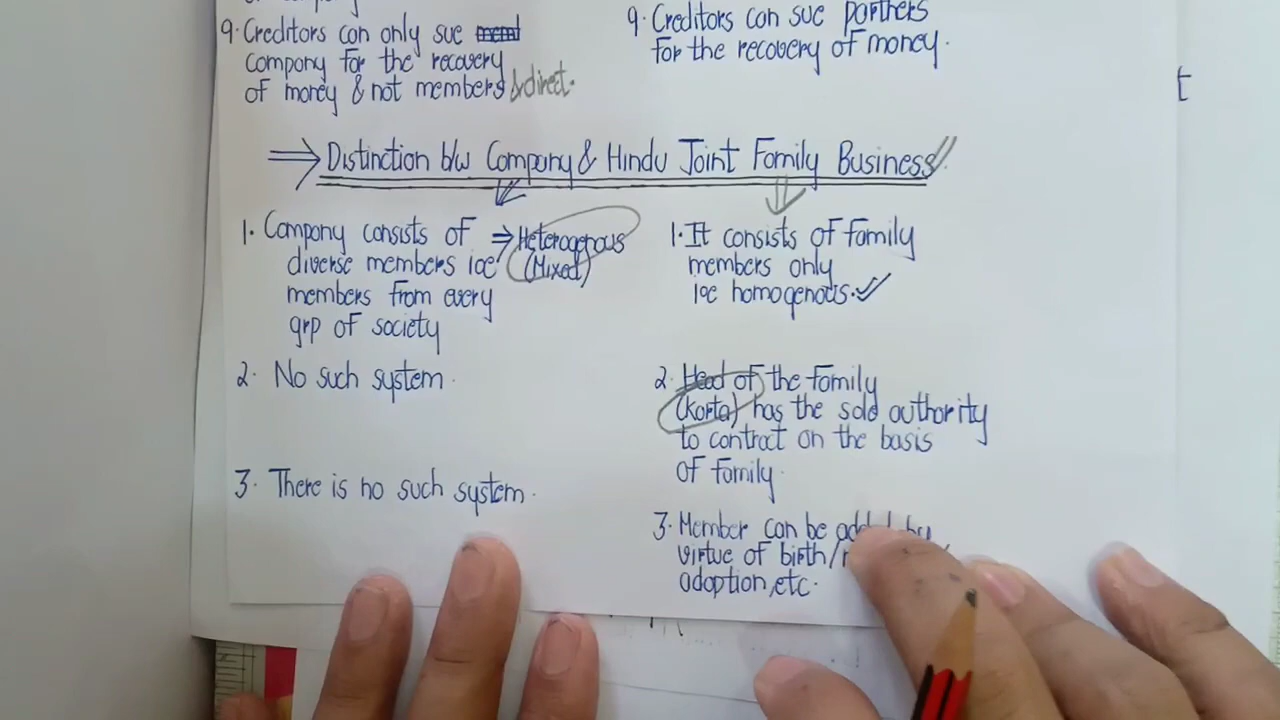 9. Creditors can only sue
company for the recovery
of money & not members & direct.
9. Creditors can sue partners
for the recovery of money.
⇒ Distinction b/w Company & Hindu Joint Family Business
1. Company consists of ⇒ Heterogenous
diverse members ioe (Mixed)
members from every
grp of society
1. It consists of family
members only
ioe homogenous.
2. No such system.
2. Head of the family
(Karta) has the sold authority
to contract on the basis
of family.
3. There is no such system.
3. Member can be added by
virtue of birth/
adoption, etc.
t